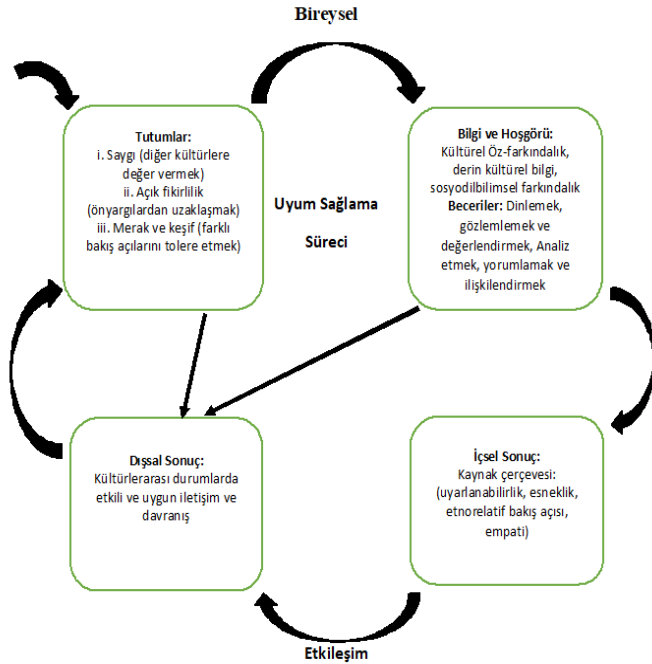 Bireysel
Tutumlar:
i. Saygı (diğer kültürlere
değer vermek)
ii. Açık fikirlilik
(önyargılardan uzaklaşmak)
iii. Merak ve keşif (farklı
bakış açılarını tolere etmek)
Uyum Sağlama
Süreci
Bilgi ve Hoşgörü:
Kültürel Öz-farkındalık,
derin kültürel bilgi,
sosyodilbilimsel farkındalık
Beceriler: Dinlemek,
gözlemlemek ve
değerlendirmek, Analiz
etmek, yorumlamak ve
ilişkilendirmek
Dışsal Sonuç:
Kültürlerarası durumlarda
etkili ve uygun iletişim ve
davranış
İçsel Sonuç:
Kaynak çerçevesi:
(uyarlanabilirlik, esneklik,
etnorelatif bakış açısı,
empati)
Etkileşim